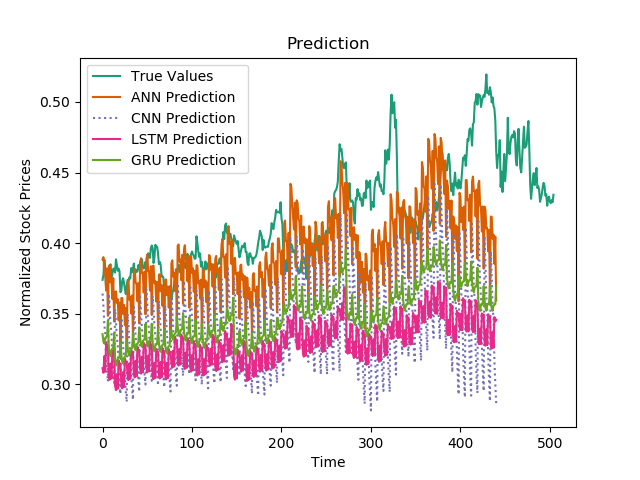 Prediction
True Values
ANN Prediction
CNN Prediction
LSTM Prediction
GRU Prediction
Normalized Stock Prices
0.50
0.45
0.40
0.35
0.30
0 100 200 300 400 500
Time